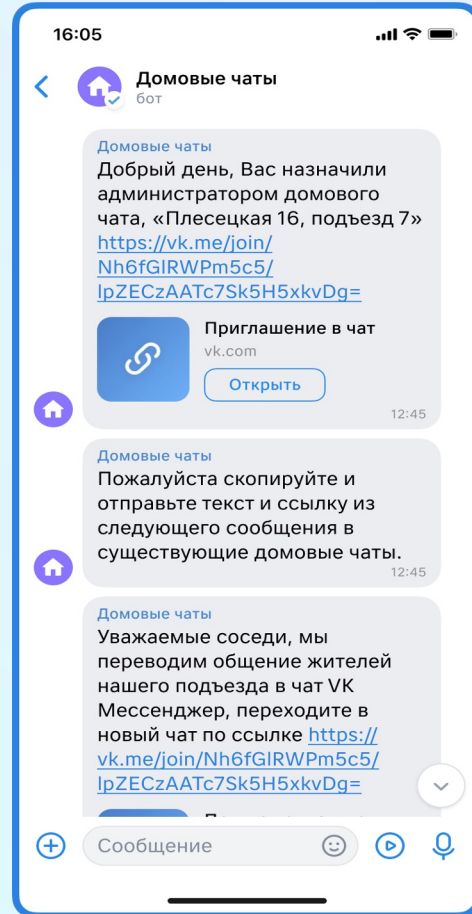 16:05
Домовые чаты
бот
Домовые чаты
Добрый день, Вас назначили
администратором домового
чата, «Плесецкая 16, подъезд 7»
https://vk.me/join/
Nh6fGlRWPm5c5/
lpZECzAATc7Sk5H5xkvDg=
Приглашение в чат
vk.com
Открыть
12:45
Домовые чаты
Пожалуйста скопируйте и
отправьте текст и ссылку из
следующего сообщения в
существующие домовые чаты.
12:45
Домовые чаты
Уважаемые соседи, мы
переводим общение жителей
нашего подъезда в чат VK
Мессенджер, переходите в
новый чат по ссылке https://
vk.me/join/Nh6fGlRWPm5c5/
lpZECzAATc7Sk5H5xkvDg=
Сообщение